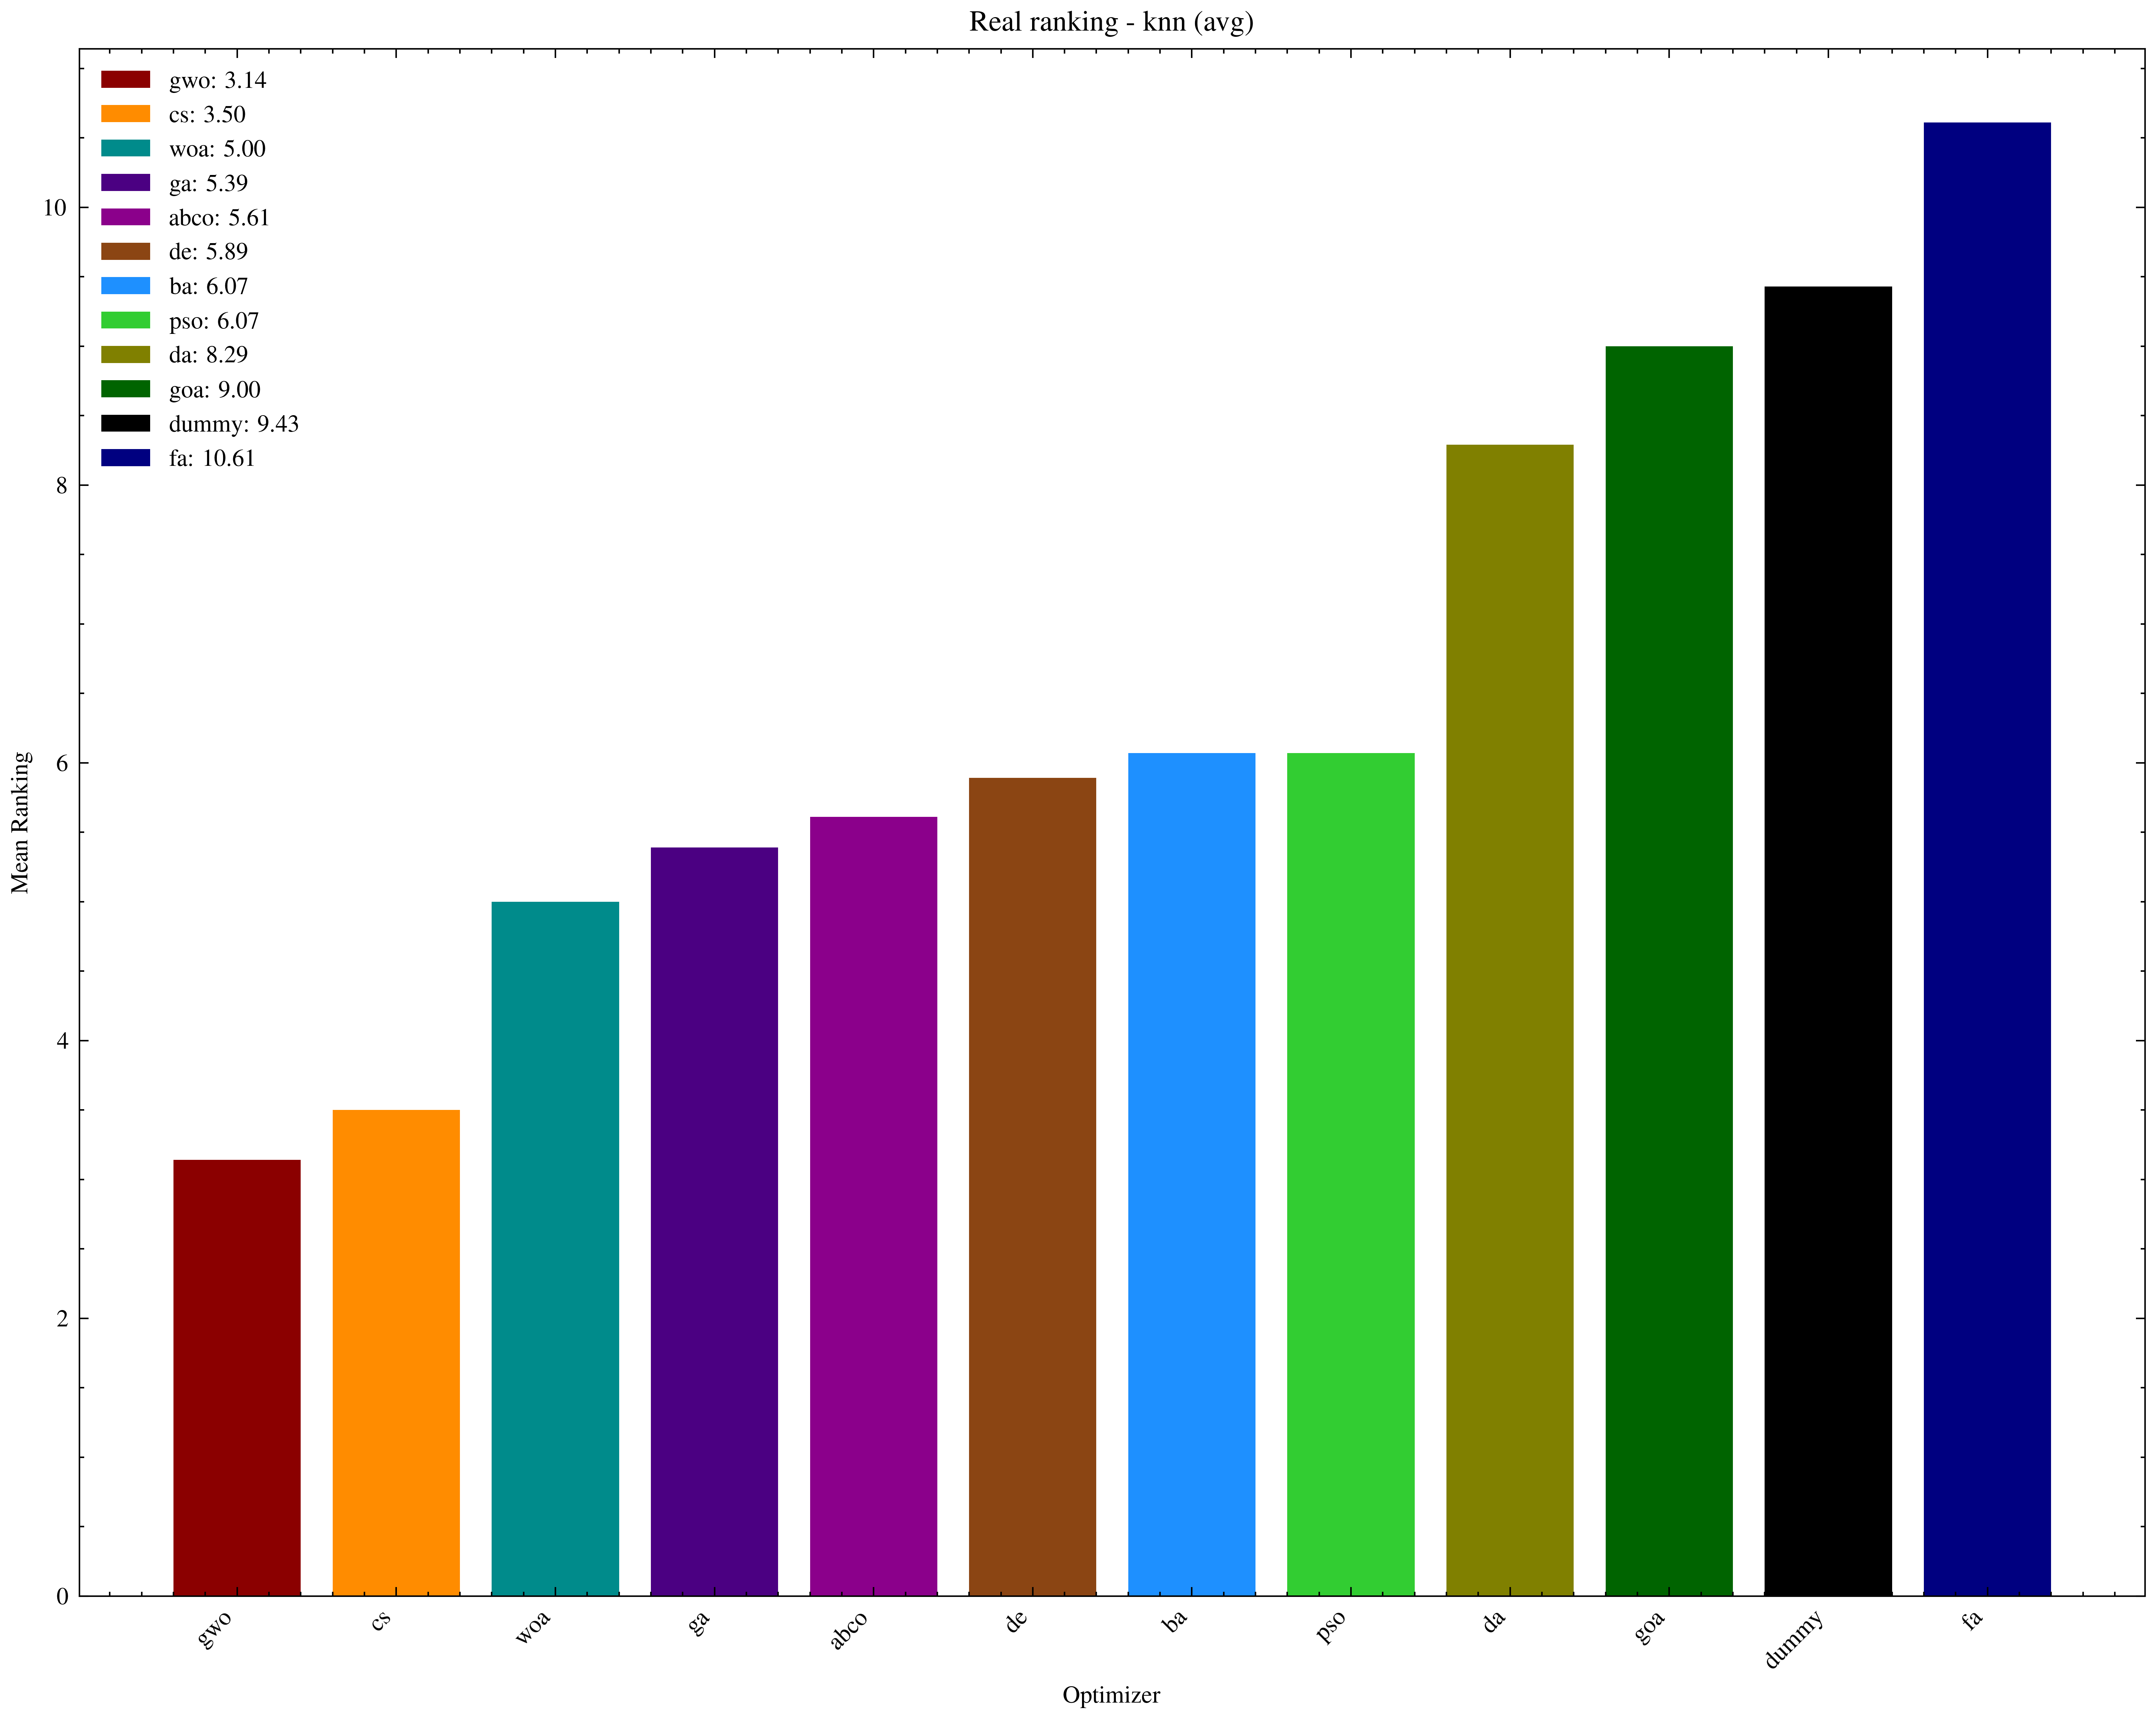 Real ranking - knn (avg)
gwo: 3.14
cs: 3.50
woa: 5.00
ga: 5.39
abco: 5.61
de: 5.89
ba: 6.07
pso: 6.07
da: 8.29
goa: 9.00
dummy: 9.43
fa: 10.61
Mean Ranking
10
8
6
4
2
0
gwo
cs
woa
ga
abco
de
ba
pso
da
goa
dummy
fa
Optimizer